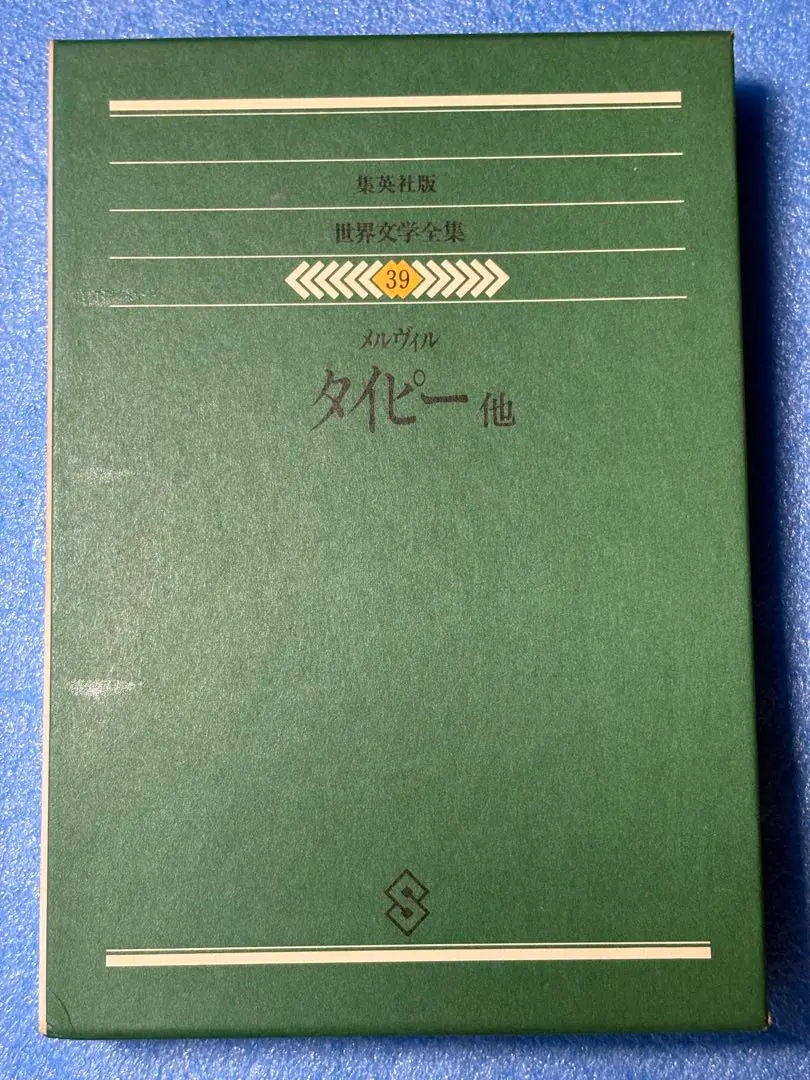 集英社版
世界文学全集
39
メルヴィル
タイピー 他